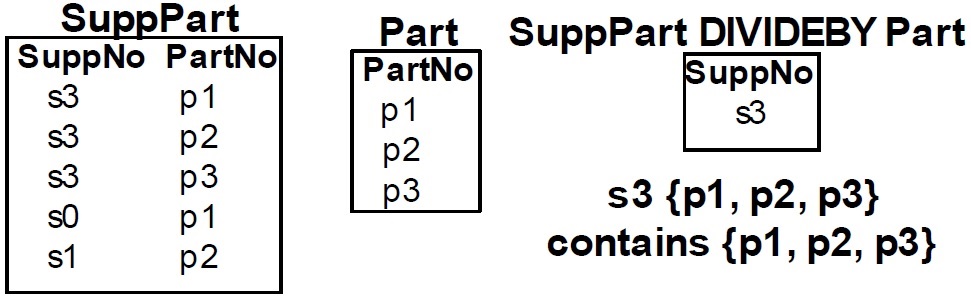 SuppPart
SuppNo PartNo
s3 p1
s3 p2
s3 p3
s0 p1
s1 p2
Part
PartNo
p1
p2
p3
SuppPart DIVIDEBY Part
SuppNo
s3
s3 {p1, p2, p3}
contains {p1, p2, p3}